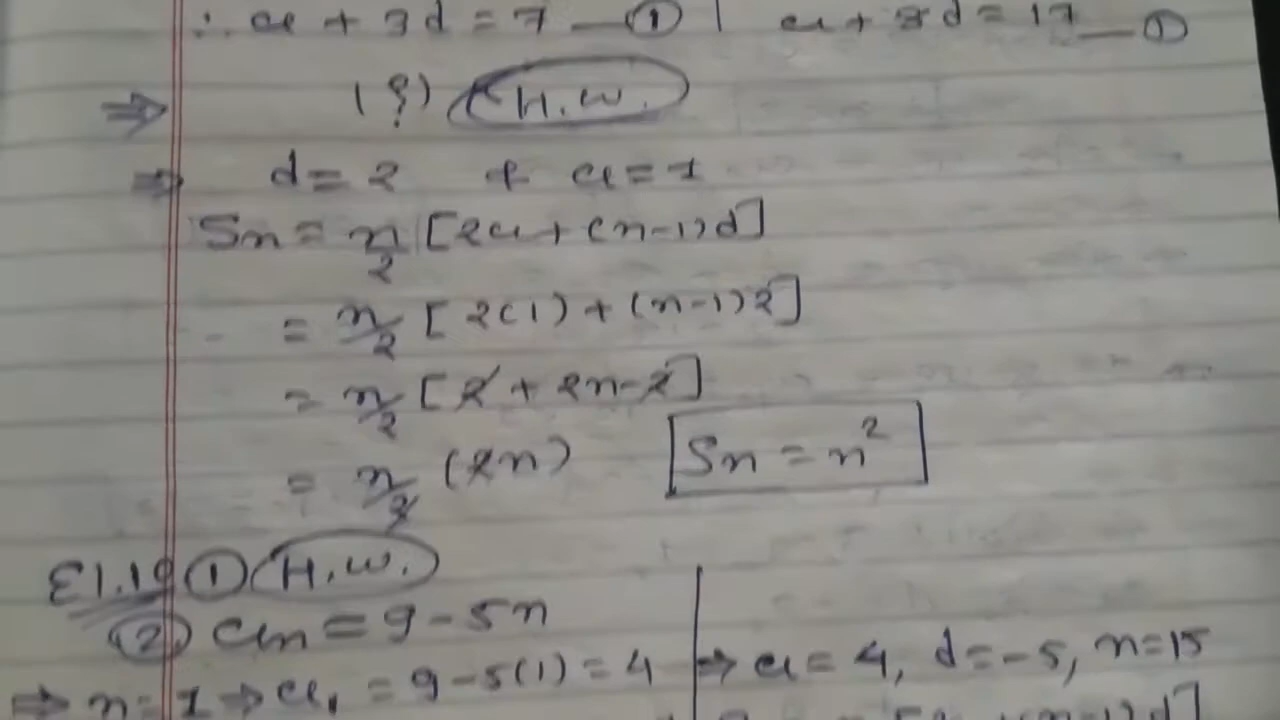 ∴ a + 3d = 7 — ① | a + 8d = 17 — ①
⇒ (?) H.W.
⇒ d = 2 & a = 1
Sn = n/2 [2a + (n-1)d]
= n/2 [2(1) + (n-1)2]
= n/2 [2 + 2n - 2]
= n/2 (2n) Sn = n²
E1.19 ① H.W.
② an = 9 - 5n
⇒ n = 1 ⇒ a₁ = 9 - 5(1) = 4 | ⇒ a = 4, d = -5, n = 15